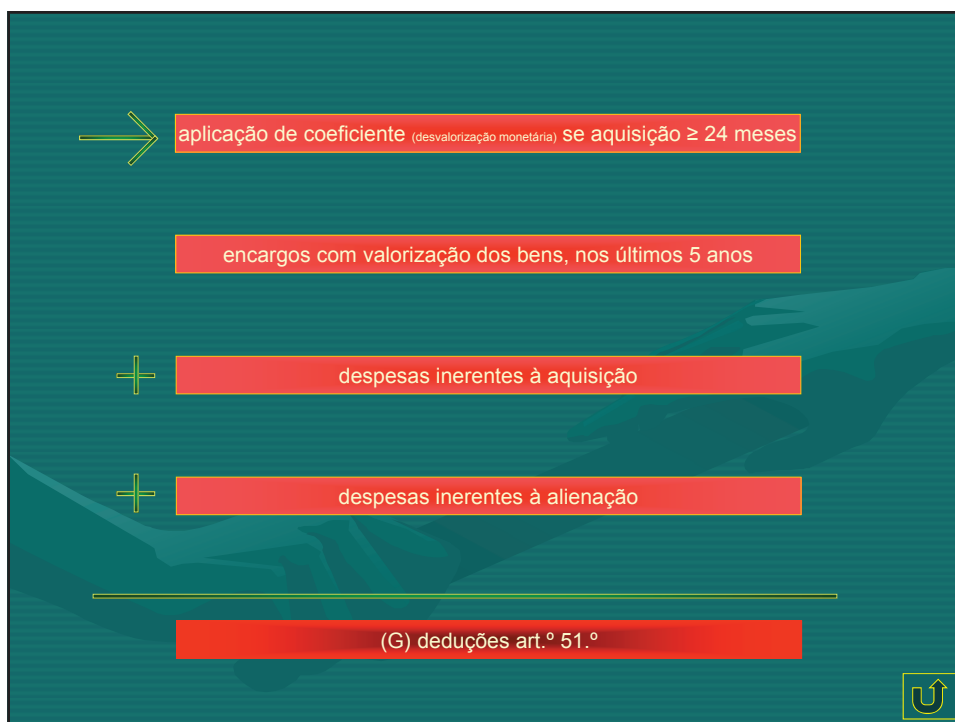 aplicação de coeficiente (desvalorização monetária) se aquisição ≥ 24 meses
encargos com valorização dos bens, nos últimos 5 anos
despesas inerentes à aquisição
despesas inerentes à alienação
(G) deduções art.º 51.º